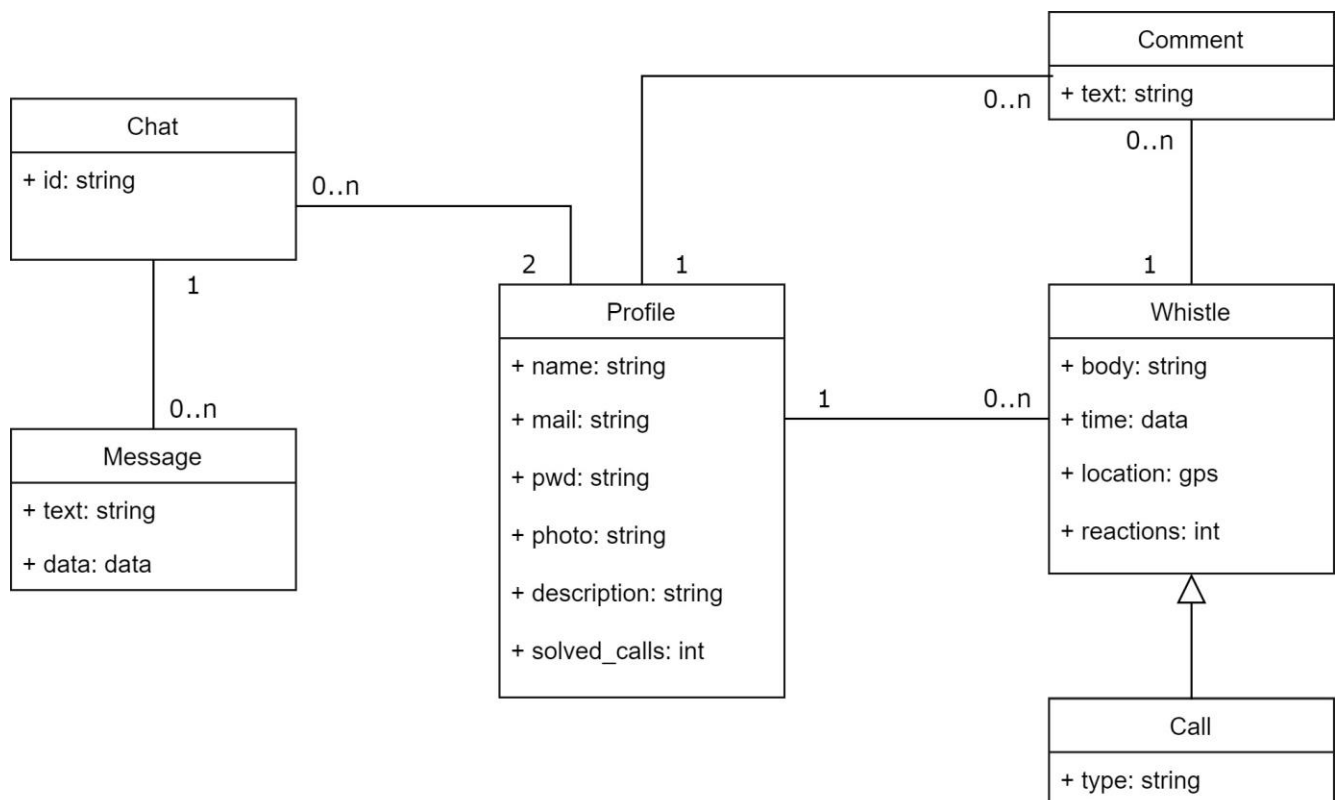 Comment
+ text: string
0..n
0..n
Chat
+ id: string
0..n
1
2
1
1
Profile
+ name: string
+ mail: string
+ pwd: string
+ photo: string
+ description: string
+ solved_calls: int
1
0..n
Whistle
+ body: string
+ time: data
+ location: gps
+ reactions: int
0..n
Message
+ text: string
+ data: data
Call
+ type: string